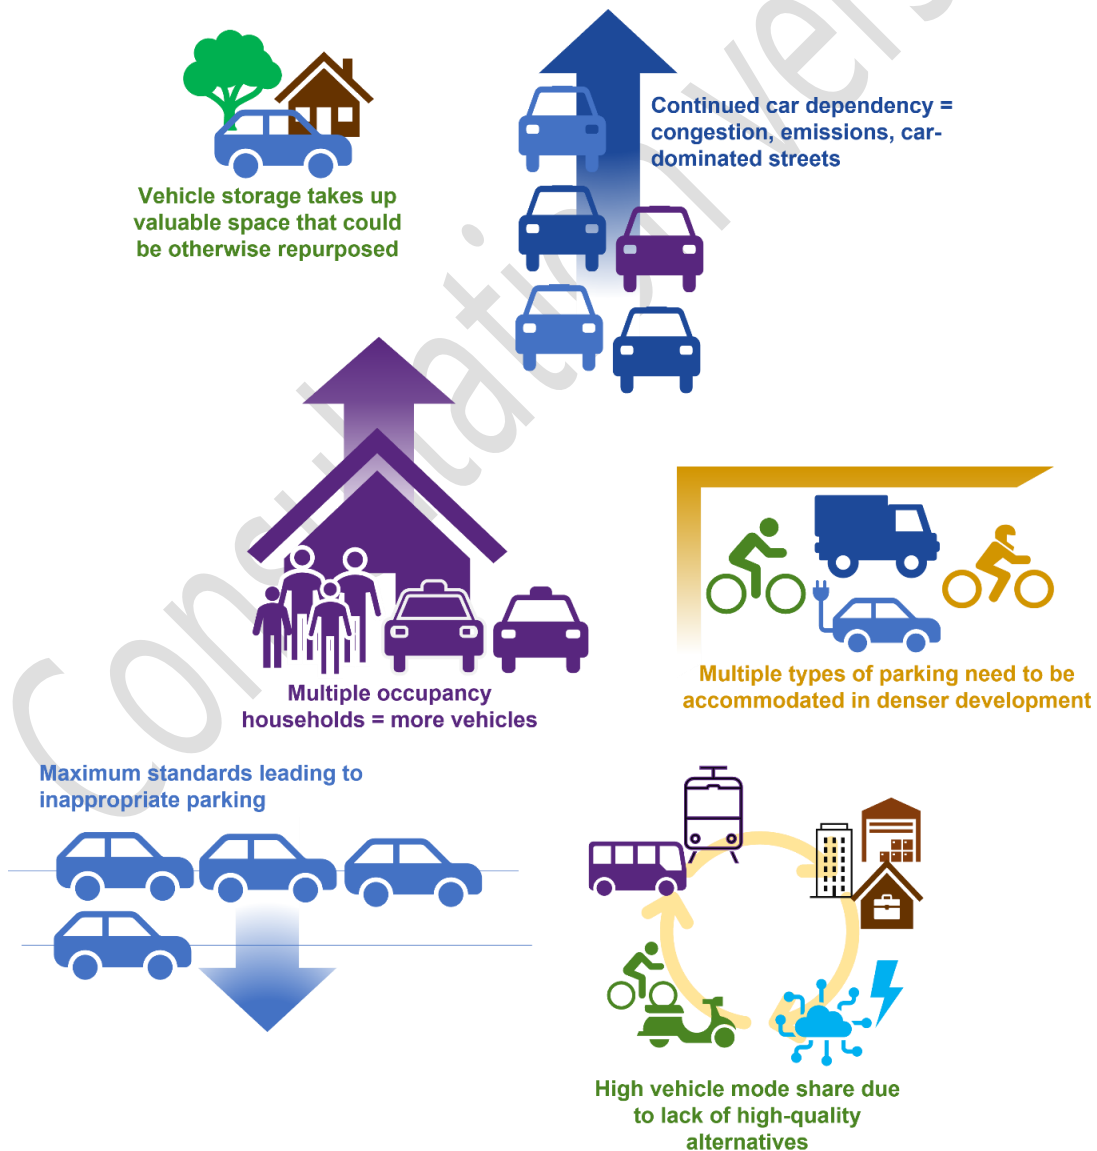 Continued car dependency =
congestion, emissions, car-
dominated streets
Vehicle storage takes up
valuable space that could
be otherwise repurposed
Multiple occupancy
households = more vehicles
Multiple types of parking need to be
accommodated in denser development
Maximum standards leading to
inappropriate parking
High vehicle mode share due
to lack of high-quality
alternatives
Consultation vers